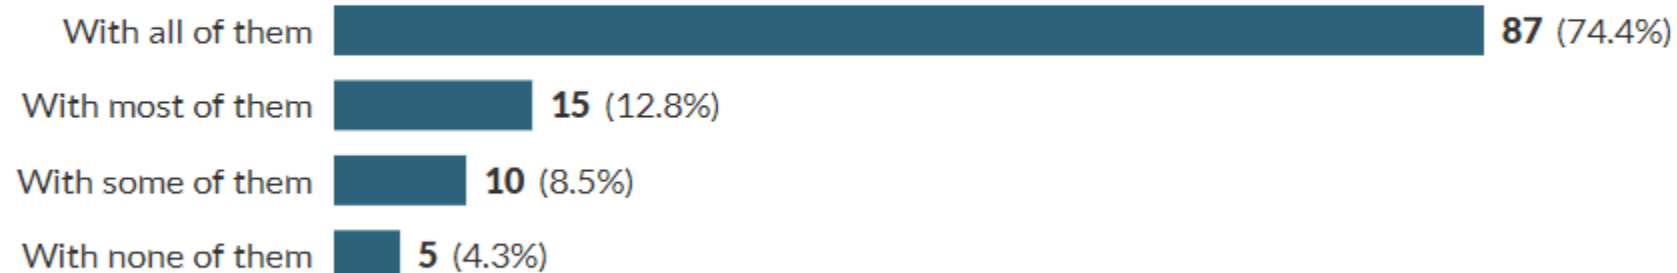 With all of them 87 (74.4%)
With most of them 15 (12.8%)
With some of them 10 (8.5%)
With none of them 5 (4.3%)